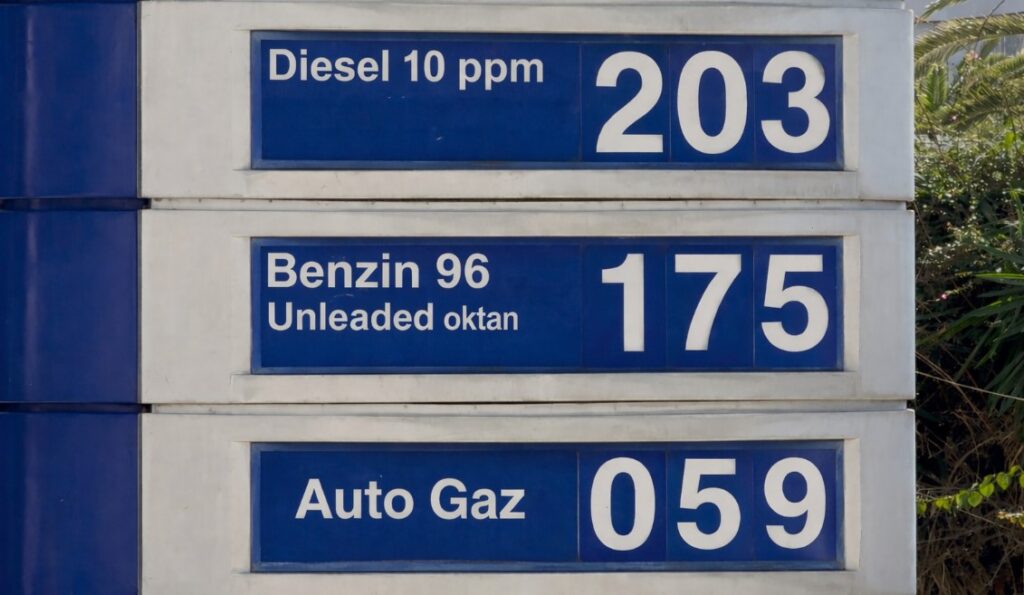 Diesel 10 ppm 203
Benzin 96 175
Unleaded oktan
Auto Gaz 059